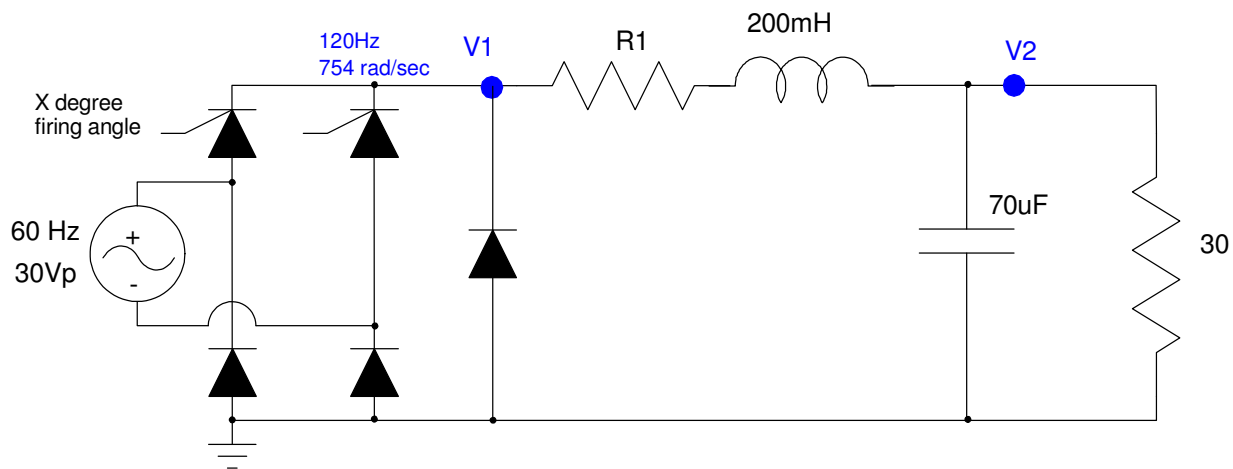 200mH
R1
120Hz
754 rad/sec
V1
V2
X degree
firing angle
60 Hz
30Vp
+
-
70uF
30